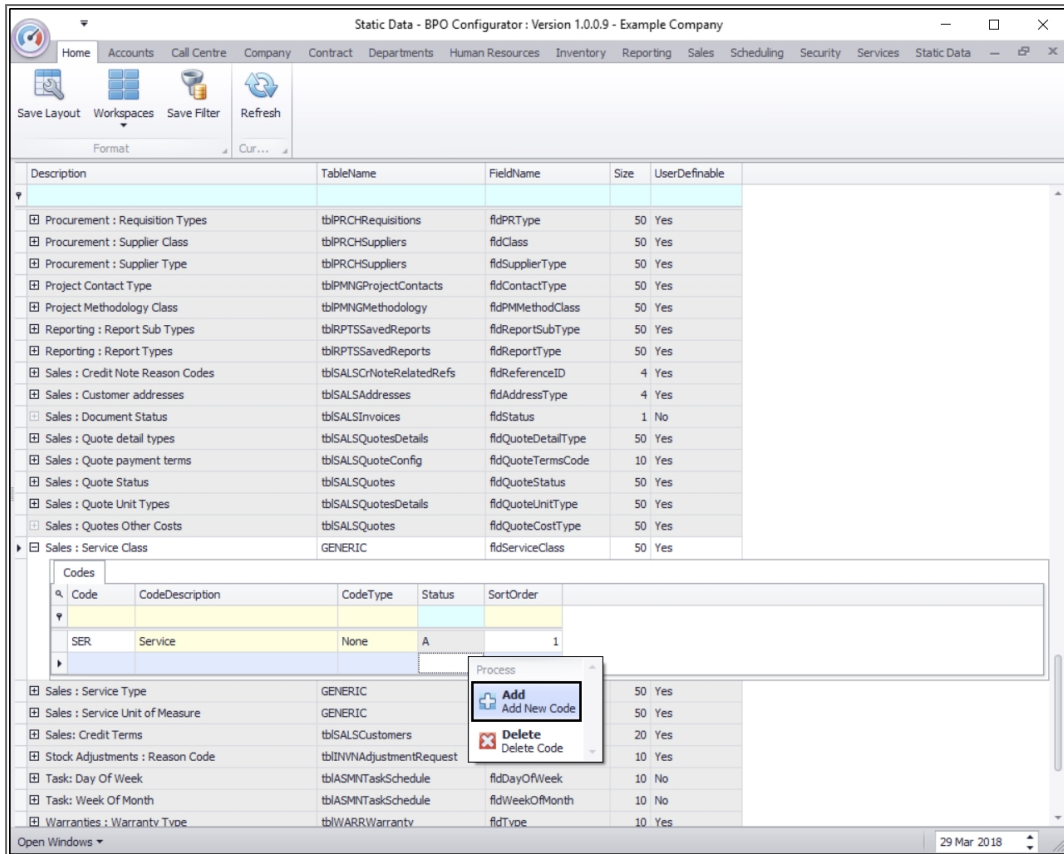 Static Data - BPO Configurator : Version 1.0.0.9 - Example Company
Home Accounts Call Centre Company Contract Departments Human Resources Inventory Reporting Sales Scheduling Security Services Static Data
Save Layout Workspaces Save Filter Refresh
Format Cur...
Description TableName FieldName Size UserDefinable
Procurement : Requisition Types tblPRCHRequisitions fldPRType 50 Yes
Procurement : Supplier Class tblPRCHSuppliers fldClass 50 Yes
Procurement : Supplier Type tblPRCHSuppliers fldSupplierType 50 Yes
Project Contact Type tblPMNGProjectContacts fldContactType 50 Yes
Project Methodology Class tblPMNGMethodology fldPMMethodClass 50 Yes
Reporting : Report Sub Types tblRPTSSavedReports fldReportSubType 50 Yes
Reporting : Report Types tblRPTSSavedReports fldReportType 50 Yes
Sales : Credit Note Reason Codes tblSALSCrNoteRelatedRefs fldReferenceID 4 Yes
Sales : Customer addresses tblSALSAddresses fldAddressType 4 Yes
Sales : Document Status tblSALSInvoices fldStatus 1 No
Sales : Quote detail types tblSALSQuotesDetails fldQuoteDetailType 50 Yes
Sales : Quote payment terms tblSALSQuoteConfig fldQuoteTermsCode 10 Yes
Sales : Quote Status tblSALSQuotes fldQuoteStatus 50 Yes
Sales : Quote Unit Types tblSALSQuotesDetails fldQuoteUnitType 50 Yes
Sales : Quotes Other Costs tblSALSQuotes fldQuoteCostType 50 Yes
Sales : Service Class GENERIC fldServiceClass 50 Yes
Codes
Code CodeDescription CodeType Status SortOrder
SER Service None A 1
Process
Add
Add New Code
Delete
Delete Code
Sales : Service Type GENERIC 50 Yes
Sales : Service Unit of Measure GENERIC 50 Yes
Sales: Credit Terms tblSALSCustomers 20 Yes
Stock Adjustments : Reason Code tblINVNAdjustmentRequest 10 Yes
Task: Day Of Week tblASMNTaskSchedule fldDayOfWeek 10 No
Task: Week Of Month tblASMNTaskSchedule fldWeekOfMonth 10 No
Warranties : Warranty Type tblWARRWarranty fldType 10 Yes
Open Windows 29 Mar 2018